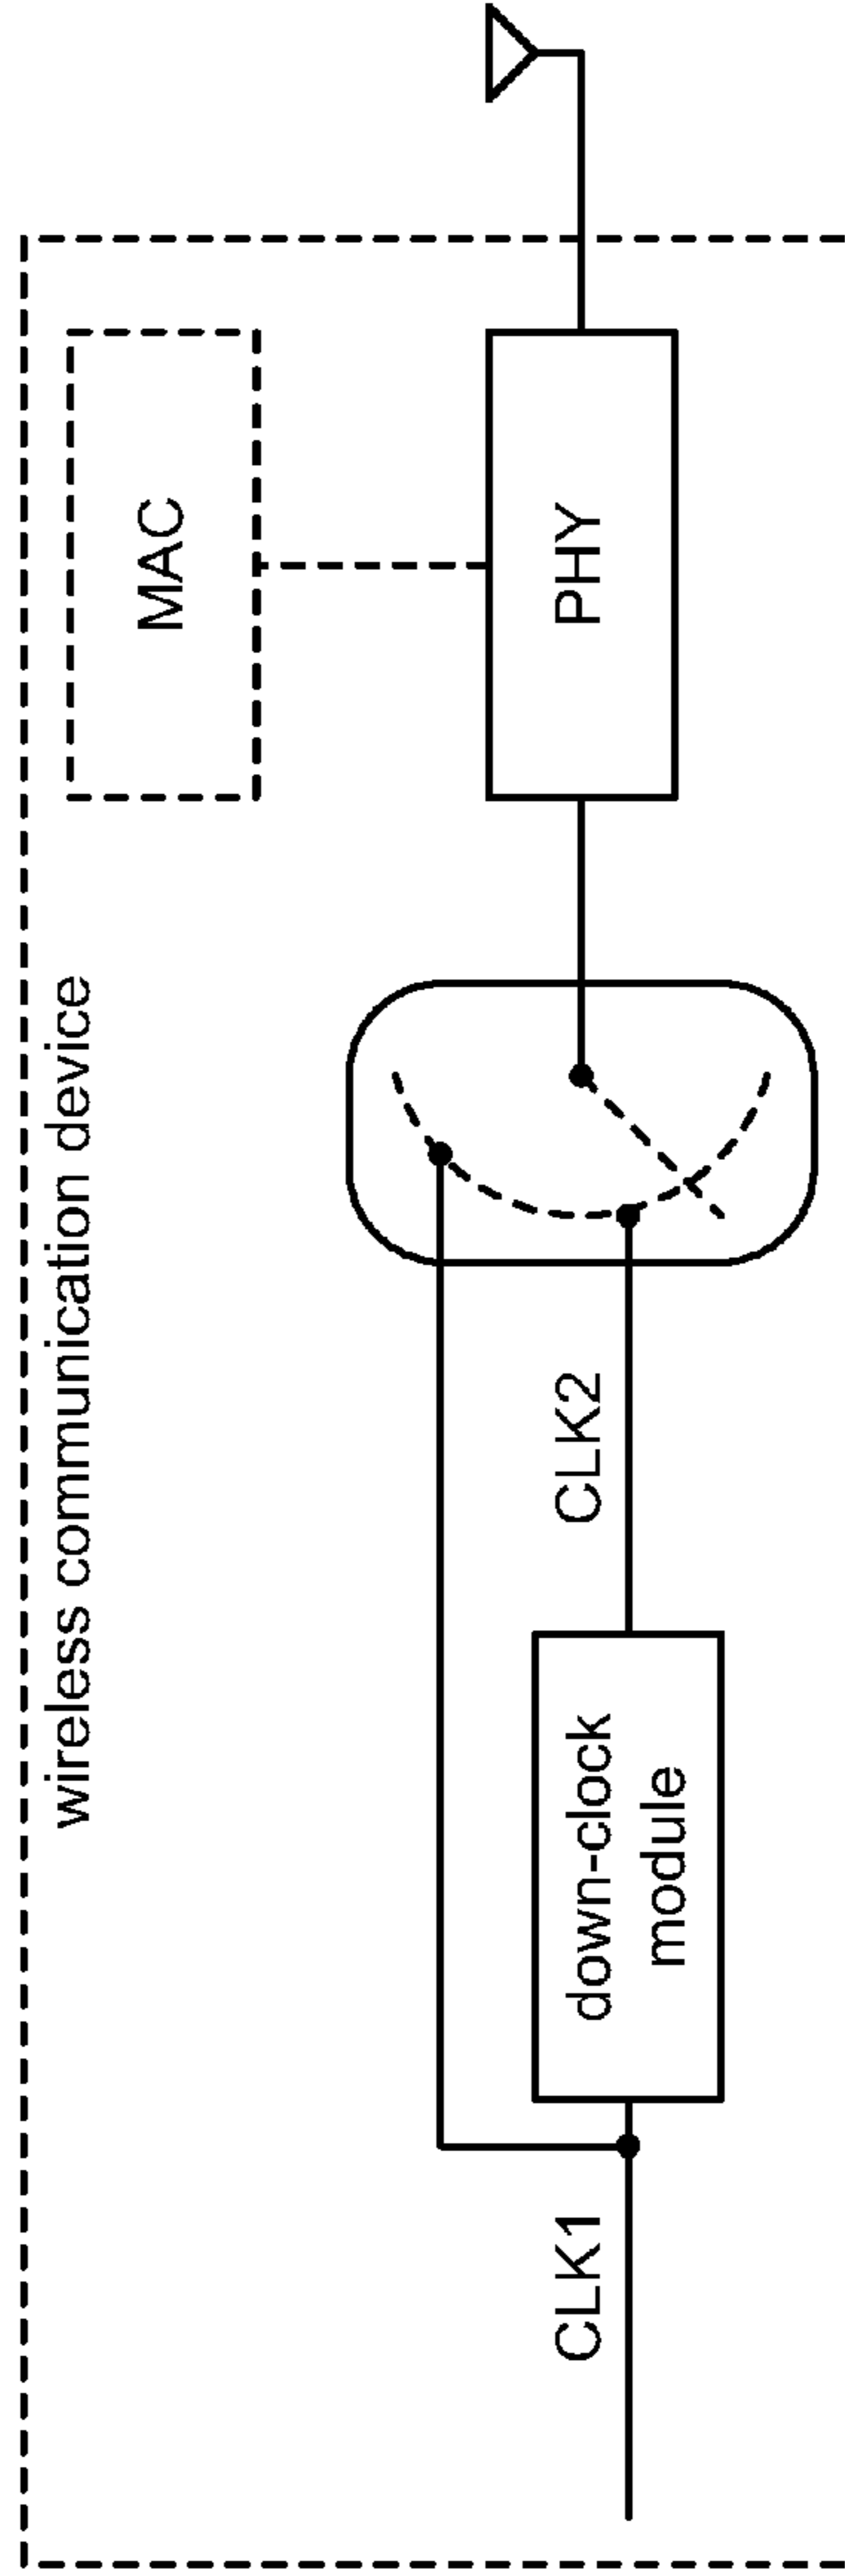 wireless communication device
CLK1
down-clock
module
CLK2
MAC
PHY